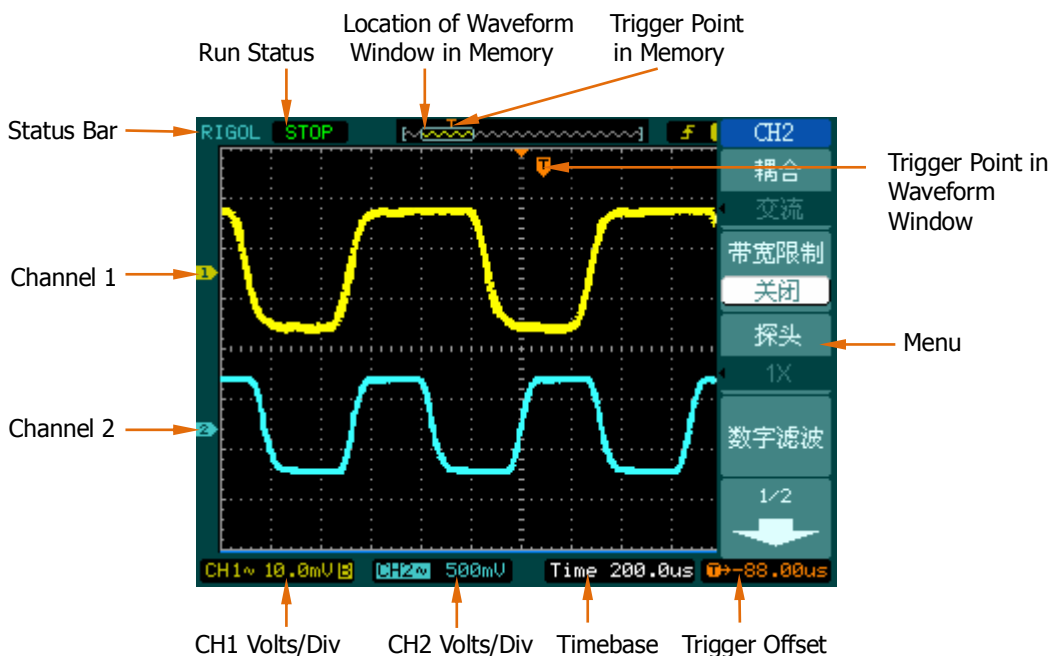 Location of Waveform
Window in Memory
Trigger Point
in Memory
Run Status
Status Bar
RIGOL STOP
T
CH2
耦合
交流
T
Trigger Point in
Waveform
Window
带宽限制
关闭
Channel 1
1
探头
Menu
1X
Channel 2
2
数字滤波
1/2
CH1~ 10.0mV B
CH2~ 500mV
Time 200.0us
T→-88.00us
CH1 Volts/Div
CH2 Volts/Div
Timebase
Trigger Offset